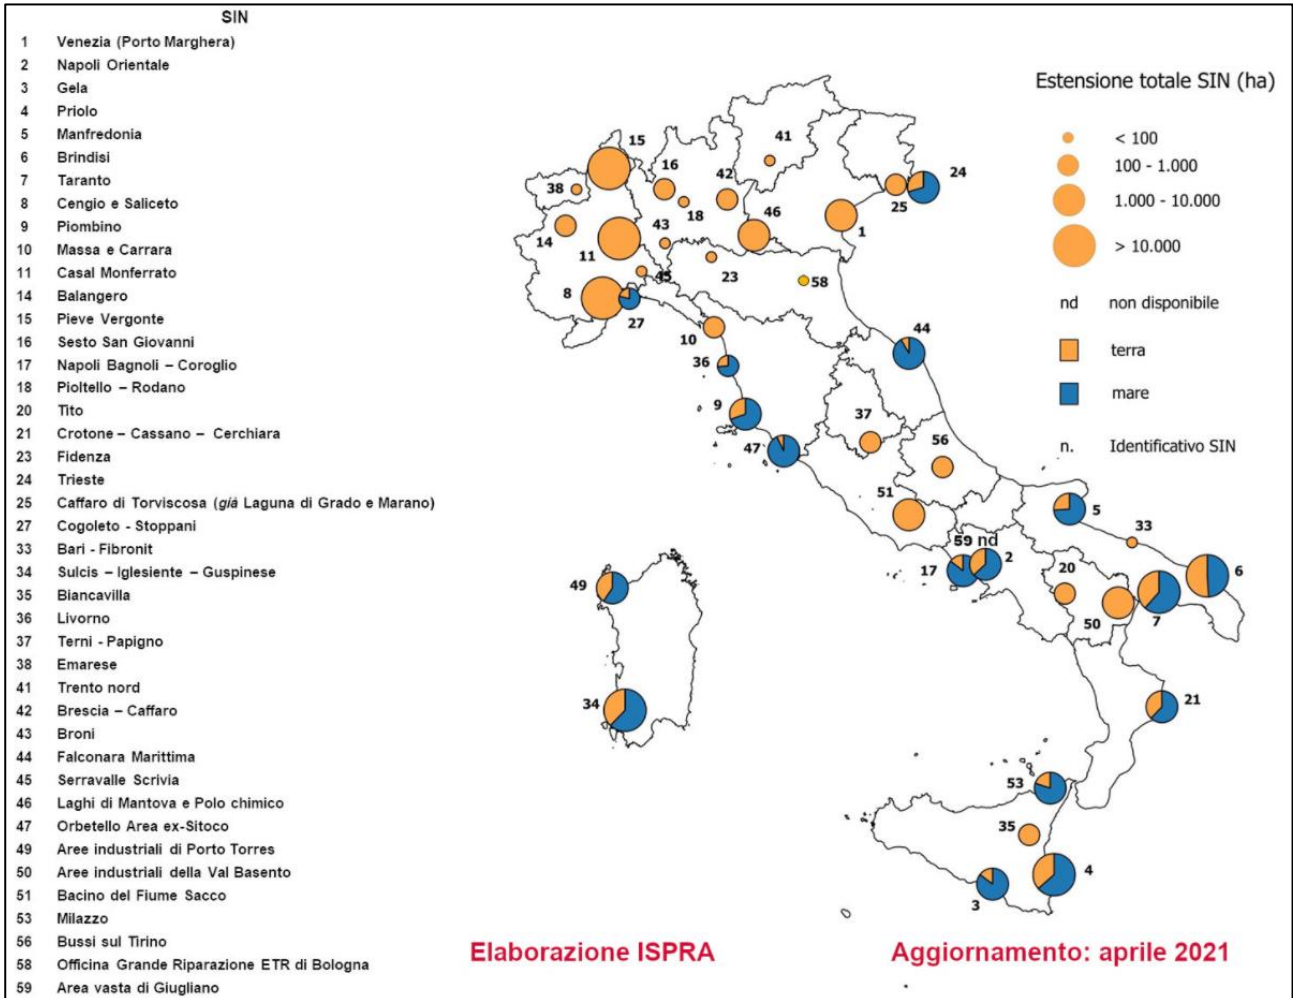 SIN
1 Venezia (Porto Marghera)
2 Napoli Orientale
3 Gela
4 Priolo
5 Manfredonia
6 Brindisi
7 Taranto
8 Cengio e Saliceto
9 Piombino
10 Massa e Carrara
11 Casal Monferrato
14 Balangero
15 Pieve Vergonte
16 Sesto San Giovanni
17 Napoli Bagnoli – Coroglio
18 Pioltello – Rodano
20 Tito
21 Crotone – Cassano – Cerchiara
23 Fidenza
24 Trieste
25 Caffaro di Torviscosa (già Laguna di Grado e Marano)
27 Cogoleto - Stoppani
33 Bari - Fibronit
34 Sulcis – Iglesiente – Guspinese
35 Biancavilla
36 Livorno
37 Terni - Papigno
38 Emarese
41 Trento nord
42 Brescia – Caffaro
43 Broni
44 Falconara Marittima
45 Serravalle Scrivia
46 Laghi di Mantova e Polo chimico
47 Orbetello Area ex-Sitoco
49 Aree industriali di Porto Torres
50 Aree industriali della Val Basento
51 Bacino del Fiume Sacco
53 Milazzo
56 Bussi sul Tirino
58 Officina Grande Riparazione ETR di Bologna
59 Area vasta di Giugliano
Estensione totale SIN (ha)
< 100
100 - 1.000
1.000 - 10.000
> 10.000
nd non disponibile
terra
mare
n. Identificativo SIN
15
41
16
42
24
38
18
46
25
14
43
1
11
45
23
58
8
27
10
44
36
9
37
47
56
51
5
33
59 nd
17
2
20
6
49
50
7
34
21
53
35
4
3
Elaborazione ISPRA
Aggiornamento: aprile 2021